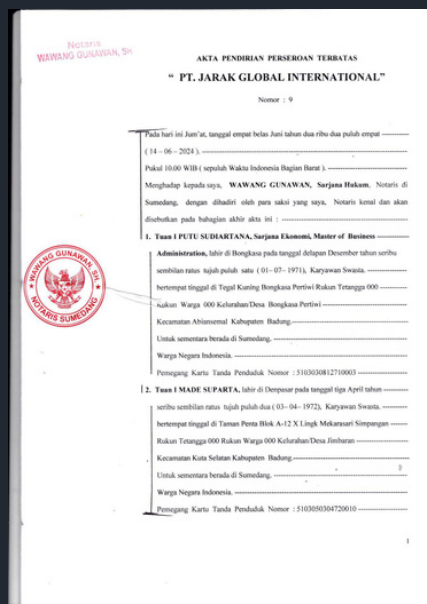 Notaris
WAWANG GUNAWAN, SH
AKTA PENDIRIAN PERSEROAN TERBATAS
“ PT. JARAK GLOBAL INTERNATIONAL”
Nomor : 9
Pada hari ini Jum'at, tanggal empat belas Juni tahun dua ribu dua puluh empat -----------
( 14 – 06 – 2024 ). -----------
Pukul 10.00 WIB ( sepuluh Waktu Indonesia Bagian Barat ). -----------
Menghadap kepada saya, WAWANG GUNAWAN, Sarjana Hukum, Notaris di
Sumedang, dengan dihadiri oleh para saksi yang saya, Notaris kenal dan akan
disebutkan pada bahagian akhir akta ini : -----------
1. Tuan I PUTU SUDIARTANA, Sarjana Ekonomi, Master of Business -----------
Administration, lahir di Bongkasa pada tanggal delapan Desember tahun seribu
sembilan ratus tujuh puluh satu ( 01– 07– 1971), Karyawan Swasta. -----------
bertempat tinggal di Tegal Kuning Bongkasa Pertiwi Rukun Tetangga 000 -----------
Rukun Warga 000 Kelurahan/Desa Bongkasa Pertiwi -----------
Kecamatan Abiansemal Kabupaten Badung. -----------
Untuk sementara berada di Sumedang. -----------
Warga Negara Indonesia. -----------
Pemegang Kartu Tanda Penduduk Nomor : 5103030812710003 -----------
2. Tuan I MADE SUPARTA, lahir di Denpasar pada tanggal tiga April tahun -----------
seribu sembilan ratus tujuh puluh dua ( 03– 04– 1972), Karyawan Swasta. -----------
bertempat tinggal di Taman Penta Blok A-12 X Lingk Mekarasari Simpangan -----------
Rukun Tetangga 000 Rukun Warga 000 Kelurahan/Desa Jimbaran -----------
Kecamatan Kuta Selatan Kabupaten Badung. -----------
Untuk sementara berada di Sumedang. -----------
Warga Negara Indonesia. -----------
Pemegang Kartu Tanda Penduduk Nomor : 5103050304720010 -----------
WAWANG GUNAWAN, SH.
NOTARIS SUMEDANG
1